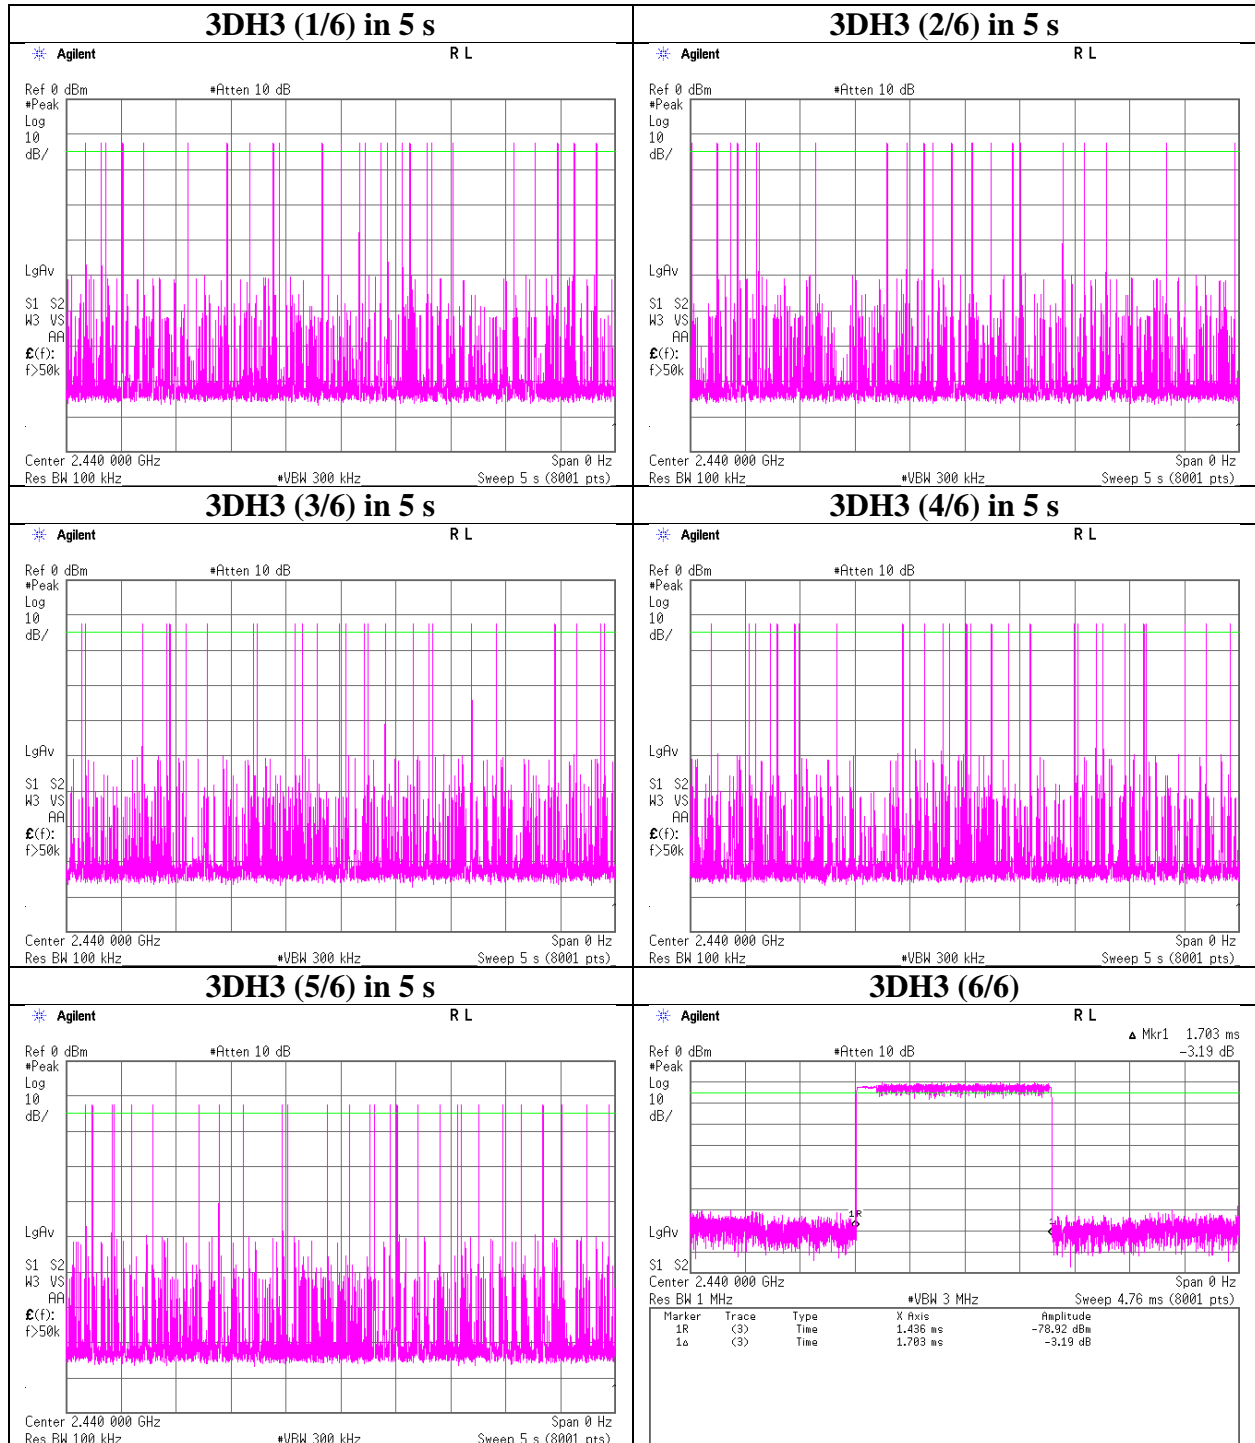 3DH3 (1/6) in 5 s
Agilent R L
Ref 0 dBm #Atten 10 dB
#Peak
Log
10
dB/
LgAv
S1 S2
W3 VS
AA
£(f):
f>50k
Center 2.440 000 GHz Span 0 Hz
Res BW 100 kHz #VBW 300 kHz Sweep 5 s (8001 pts)
3DH3 (2/6) in 5 s
Agilent R L
Ref 0 dBm #Atten 10 dB
#Peak
Log
10
dB/
LgAv
S1 S2
W3 VS
AA
£(f):
f>50k
Center 2.440 000 GHz Span 0 Hz
Res BW 100 kHz #VBW 300 kHz Sweep 5 s (8001 pts)
3DH3 (3/6) in 5 s
Agilent R L
Ref 0 dBm #Atten 10 dB
#Peak
Log
10
dB/
LgAv
S1 S2
W3 VS
AA
£(f):
f>50k
Center 2.440 000 GHz Span 0 Hz
Res BW 100 kHz #VBW 300 kHz Sweep 5 s (8001 pts)
3DH3 (4/6) in 5 s
Agilent R L
Ref 0 dBm #Atten 10 dB
#Peak
Log
10
dB/
LgAv
S1 S2
W3 VS
AA
£(f):
f>50k
Center 2.440 000 GHz Span 0 Hz
Res BW 100 kHz #VBW 300 kHz Sweep 5 s (8001 pts)
3DH3 (5/6) in 5 s
Agilent R L
Ref 0 dBm #Atten 10 dB
#Peak
Log
10
dB/
LgAv
S1 S2
W3 VS
AA
£(f):
f>50k
Center 2.440 000 GHz Span 0 Hz
Res BW 100 kHz #VBW 300 kHz Sweep 5 s (8001 pts)
3DH3 (6/6)
Agilent R L
Δ Mkr1 1.703 ms
Ref 0 dBm #Atten 10 dB -3.19 dB
#Peak
Log
10
dB/
1R
LgAv
S1 S2
Center 2.440 000 GHz Span 0 Hz
Res BW 1 MHz #VBW 3 MHz Sweep 4.76 ms (8001 pts)
Marker Trace Type X Axis Amplitude
1R (3) Time 1.436 ms -78.92 dBm
1Δ (3) Time 1.703 ms -3.19 dB